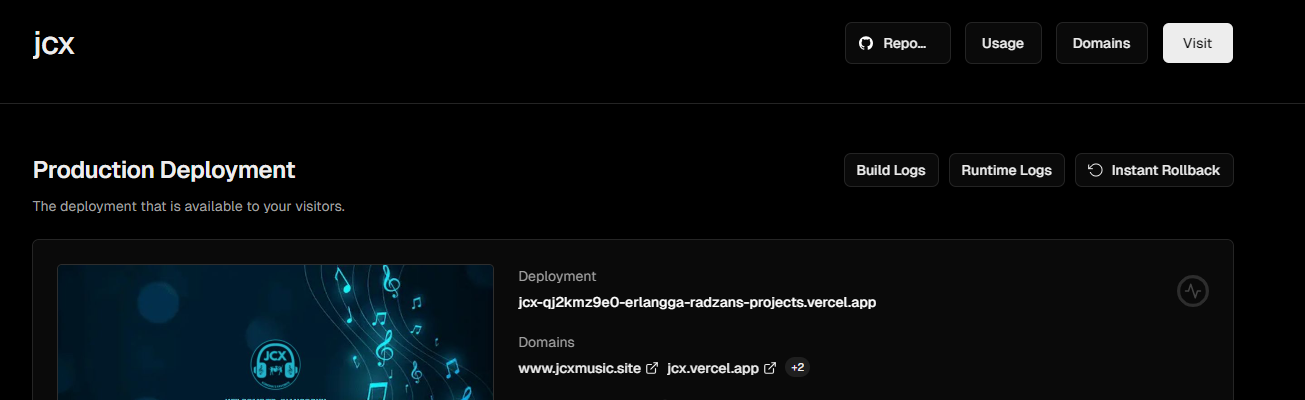 jcx
Repo...
Usage
Domains
Visit
Production Deployment
Build Logs
Runtime Logs
Instant Rollback
The deployment that is available to your visitors.
JCX
Deployment
jcx-qj2kmz9e0-erlangga-radzans-projects.vercel.app
Domains
www.jcxmusic.site
jcx.vercel.app
+2